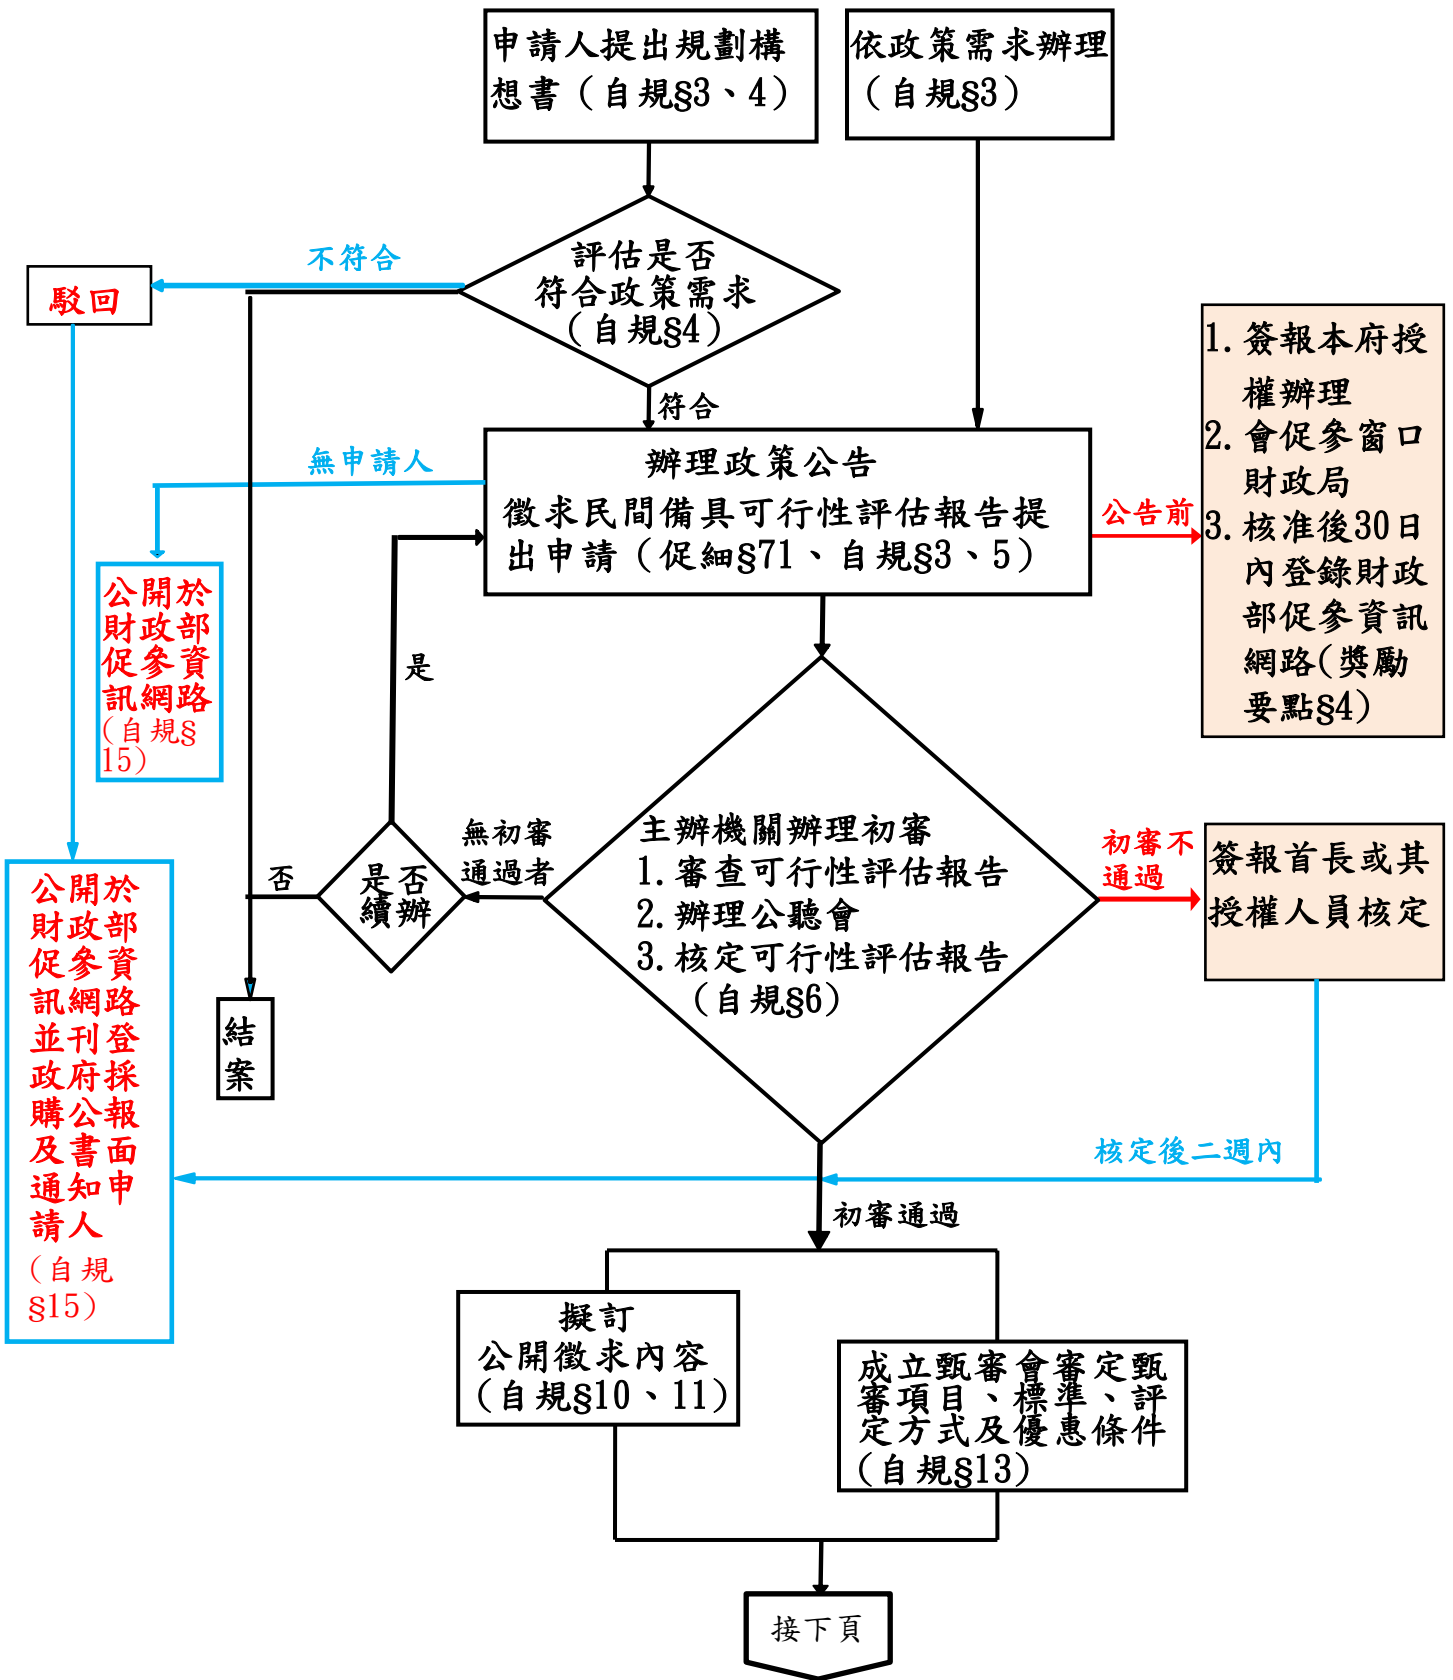 申請人提出規劃構
想書（自規§3、4）
依政策需求辦理
（自規§3）
評估是否
符合政策需求
（自規§4）
不符合
駁回
符合
1. 簽報本府授
權辦理
2. 會促參窗口
財政局
3. 核准後30日
內登錄財政
部促參資訊
網路(獎勵
要點§4)
辦理政策公告
徵求民間備具可行性評估報告提
出申請（促細§71、自規§3、5）
無申請人
公告前
公開於
財政部
促參資
訊網路
(自規§
15)
是
主辦機關辦理初審
1. 審查可行性評估報告
2. 辦理公聽會
3. 核定可行性評估報告
（自規§6）
無初審
通過者
是否
續辦
否
初審不
通過
簽報首長或其
授權人員核定
結
案
公開於
財政部
促參資
訊網路
並刊登
政府採
購公報
及書面
通知申
請人
（自規
§15）
核定後二週內
初審通過
擬訂
公開徵求內容
（自規§10、11）
成立甄審會審定甄
審項目、標準、評
定方式及優惠條件
（自規§13）
接下頁